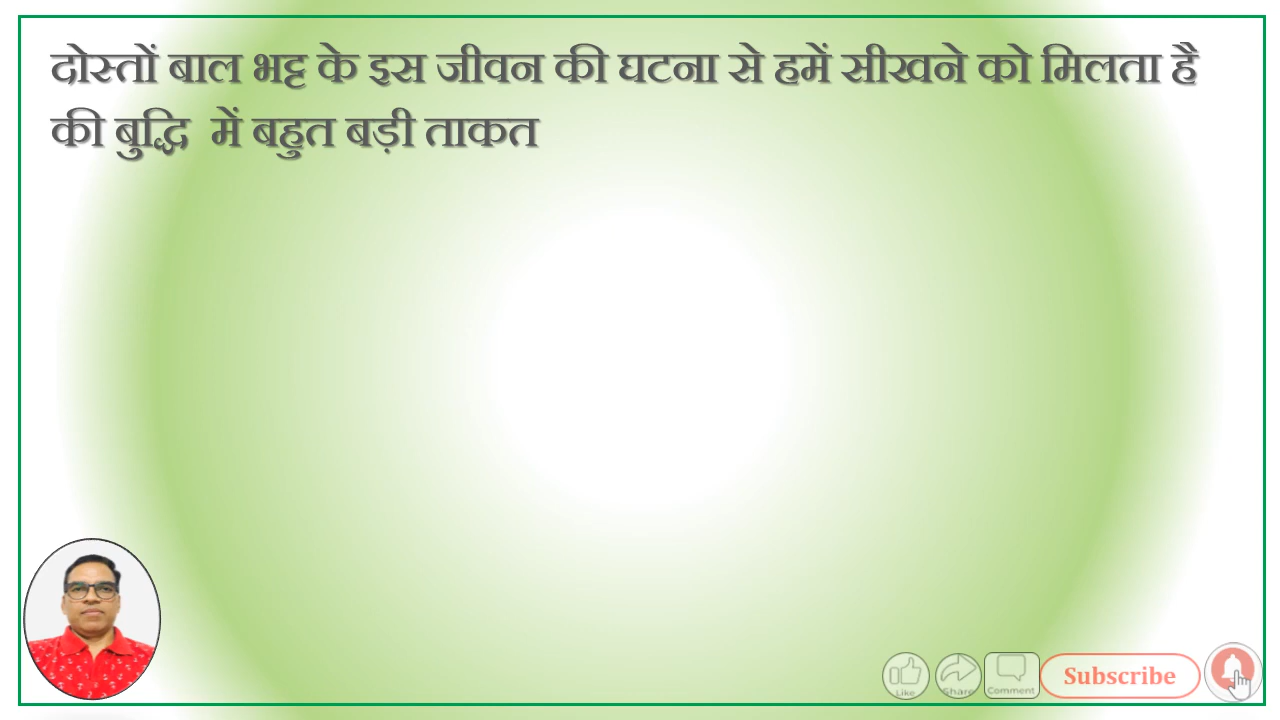 दोस्तों बाल भट्ट के इस जीवन की घटना से हमें सीखने को मिलता है
की बुद्धि में बहुत बड़ी ताकत
Like
Share
Comment
Subscribe